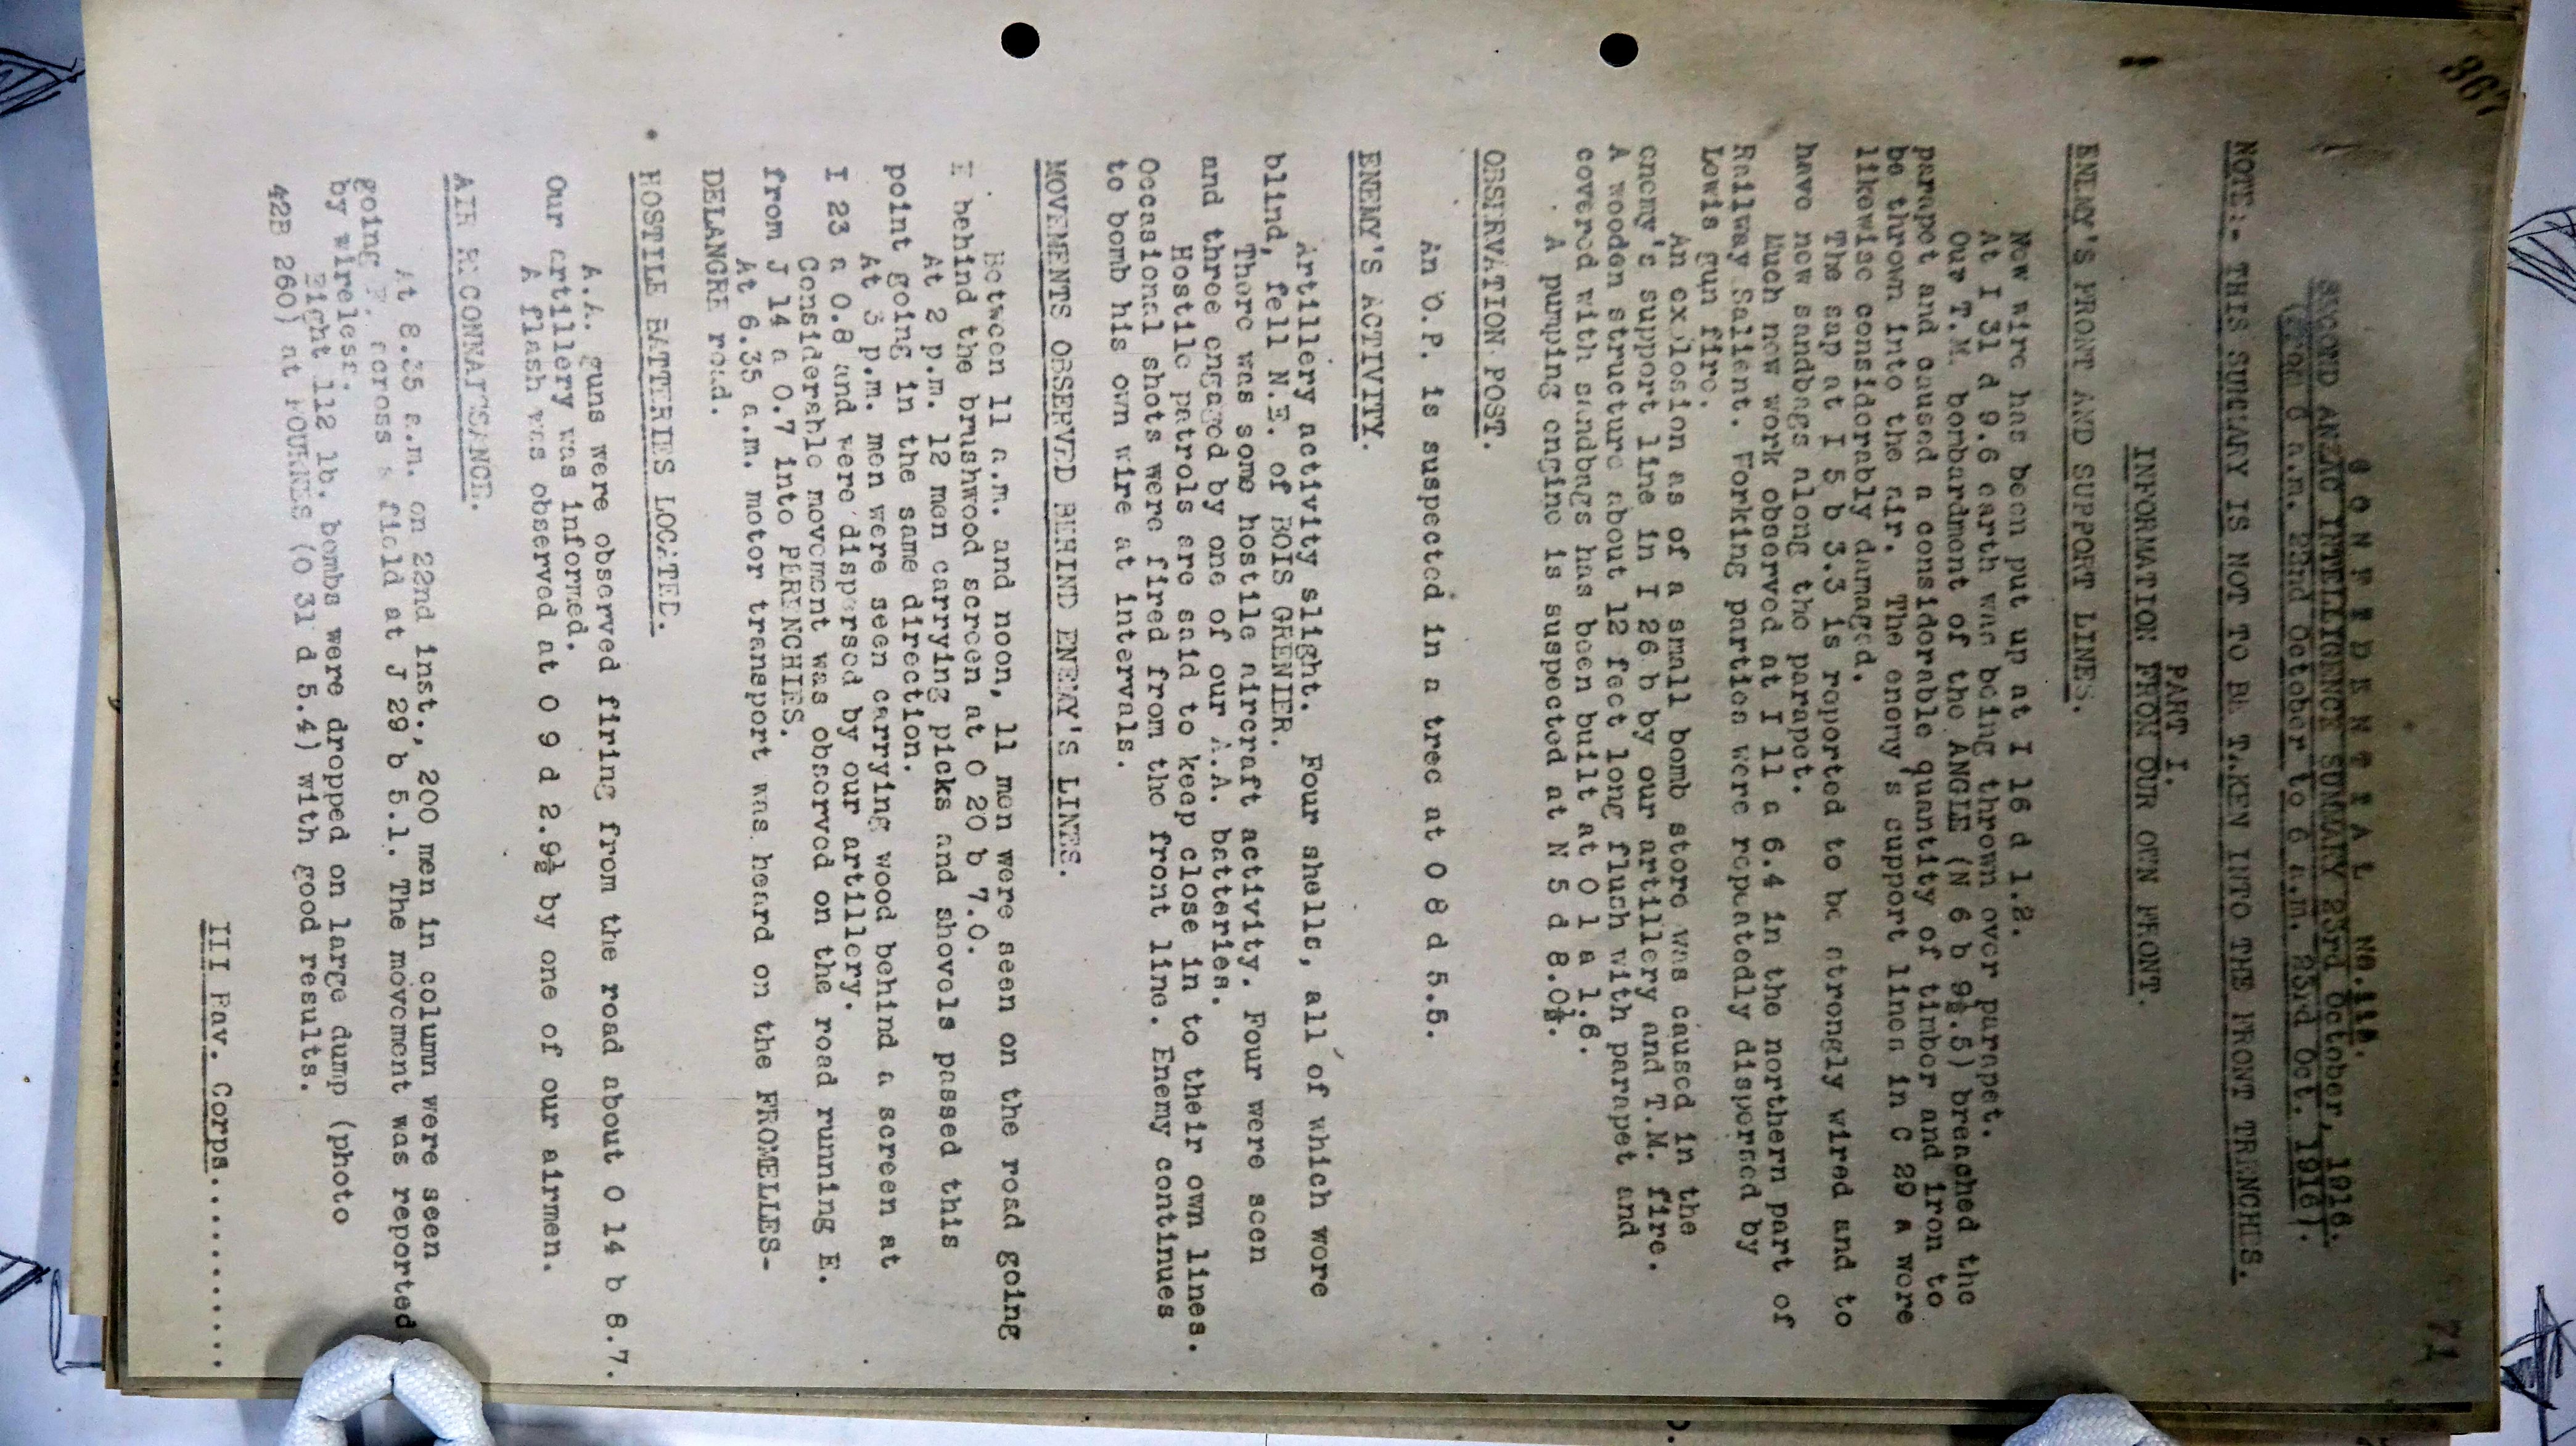 367
71
C O N F I D E N T I A L No.110.
SECOND ANZAC INTELLIGENCE SUMMARY 23rd October, 1916.
(From 6 a.m. 22nd October to 6 a.m. 23rd Oct. 1916).
NOTE:- THIS SUMMARY IS NOT TO BE TAKEN INTO THE FRONT TRENCHES.
PART I.
INFORMATION FROM OUR OWN FRONT.
ENEMY'S FRONT AND SUPPORT LINES.
New wire has been put up at I 16 d 1.2.
At I 31 d 9.6 earth was being thrown over parapet.
Our T.M. bombardment of the ANGLE (N 6 b 9½.5) breached the
parapet and caused a considerable quantity of timber and iron to
be thrown into the air. The enemy's support lines in C 29 a were
likewise considerably damaged.
The sap at I 5 b 3.3 is reported to be strongly wired and to
have new sandbags along the parapet.
Much new work observed at I 11 a 6.4 in the northern part of
Railway Salient. Working parties were repeatedly dispersed by
Lewis gun fire.
An explosion as of a small bomb store was caused in the
enemy's support line in I 26 b by our artillery and T.M. fire.
A wooden structure about 12 feet long flush with parapet and
covered with sandbags has been built at O 1 a 1.6.
A pumping engine is suspected at N 5 d 8.0½.
OBSERVATION POST.
An O.P. is suspected in a tree at O 8 d 5.5.
ENEMY'S ACTIVITY.
Artillery activity slight. Four shells, all of which were
blind, fell N.E. of BOIS GRENIER.
There was some hostile aircraft activity. Four were seen
and three engaged by one of our A.A. batteries.
Hostile patrols are said to keep close in to their own lines.
Occasional shots were fired from the front line. Enemy continues
to bomb his own wire at intervals.
MOVEMENTS OBSERVED BEHIND ENEMY'S LINES.
Between 11 a.m. and noon, 11 men were seen on the road going
E behind the brushwood screen at O 20 b 7.0.
At 2 p.m. 12 men carrying picks and shovels passed this
point going in the same direction.
At 3 p.m. men were seen carrying wood behind a screen at
I 23 a 0.8 and were dispersed by our artillery.
Considerable movement was observed on the road running E.
from J 14 a 0.7 into PERENCHIES.
At 6.35 a.m. motor transport was heard on the FROMELLES-
DELANGRE road.
HOSTILE BATTERIES LOCATED.
A.A. guns were observed firing from the road about O 14 b 8.7.
Our artillery was informed.
A flash was observed at O 9 d 2.9½ by one of our airmen.
AIR RECONNAISSANCE.
At 8.35 a.m. on 22nd inst., 200 men in column were seen
going E. across a field at J 29 b 5.1. The movement was reported
by wireless.
Eight 112 lb. bombs were dropped on large dump (photo
42B 260) at FOURNES (O 31 d 5.4) with good results.
II Bav. Corps..........